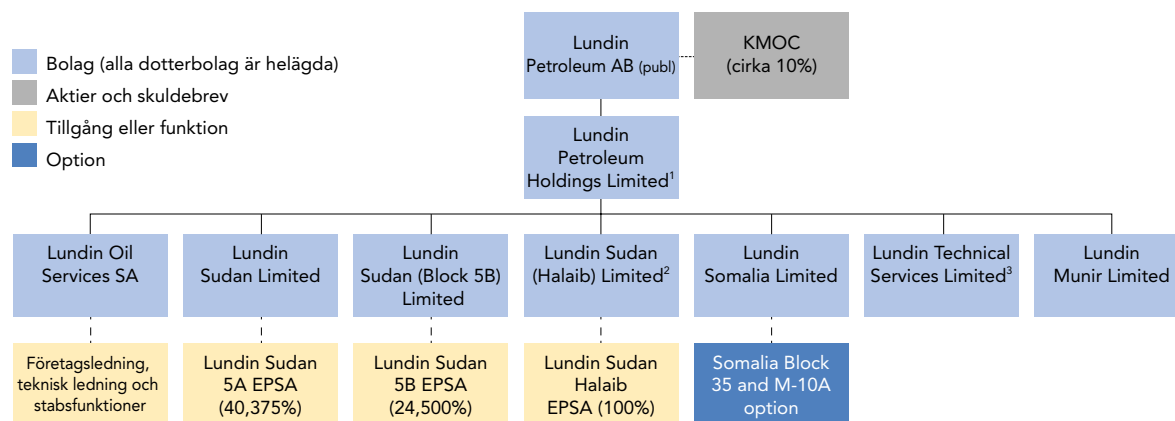 Bolag (alla dotterbolag är helägda)
Aktier och skuldebrev
Tillgång eller funktion
Option
Lundin
Petroleum AB (publ)
KMOC
(cirka 10%)
Lundin
Petroleum
Holdings Limited¹
Lundin Oil
Services SA
Lundin
Sudan Limited
Lundin
Sudan (Block 5B)
Limited
Lundin Sudan
(Halaib) Limited²
Lundin
Somalia Limited
Lundin Technical
Services Limited³
Lundin
Munir Limited
Företagsledning,
teknisk ledning och
stabsfunktioner
Lundin Sudan
5A EPSA
(40,375%)
Lundin Sudan
5B EPSA
(24,500%)
Lundin Sudan
Halaib
EPSA (100%)
Somalia Block
35 and M-10A
option